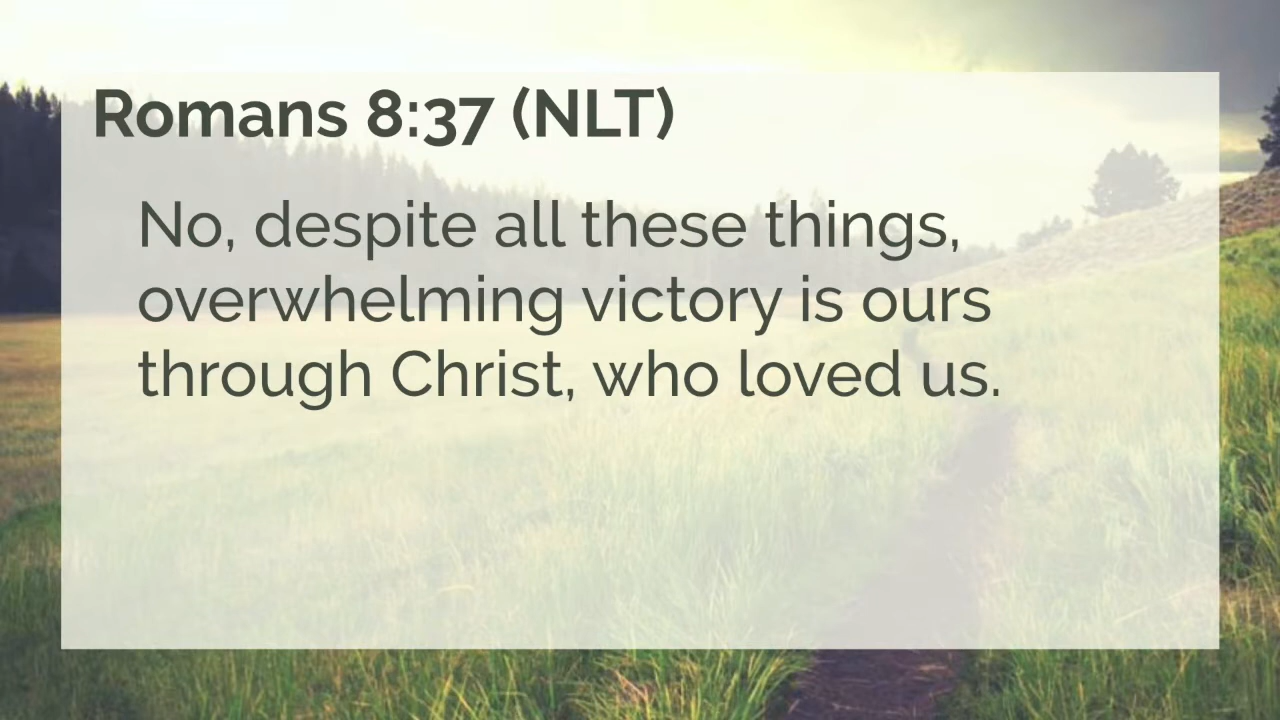 Romans 8:37 (NLT)
No, despite all these things,
overwhelming victory is ours
through Christ, who loved us.